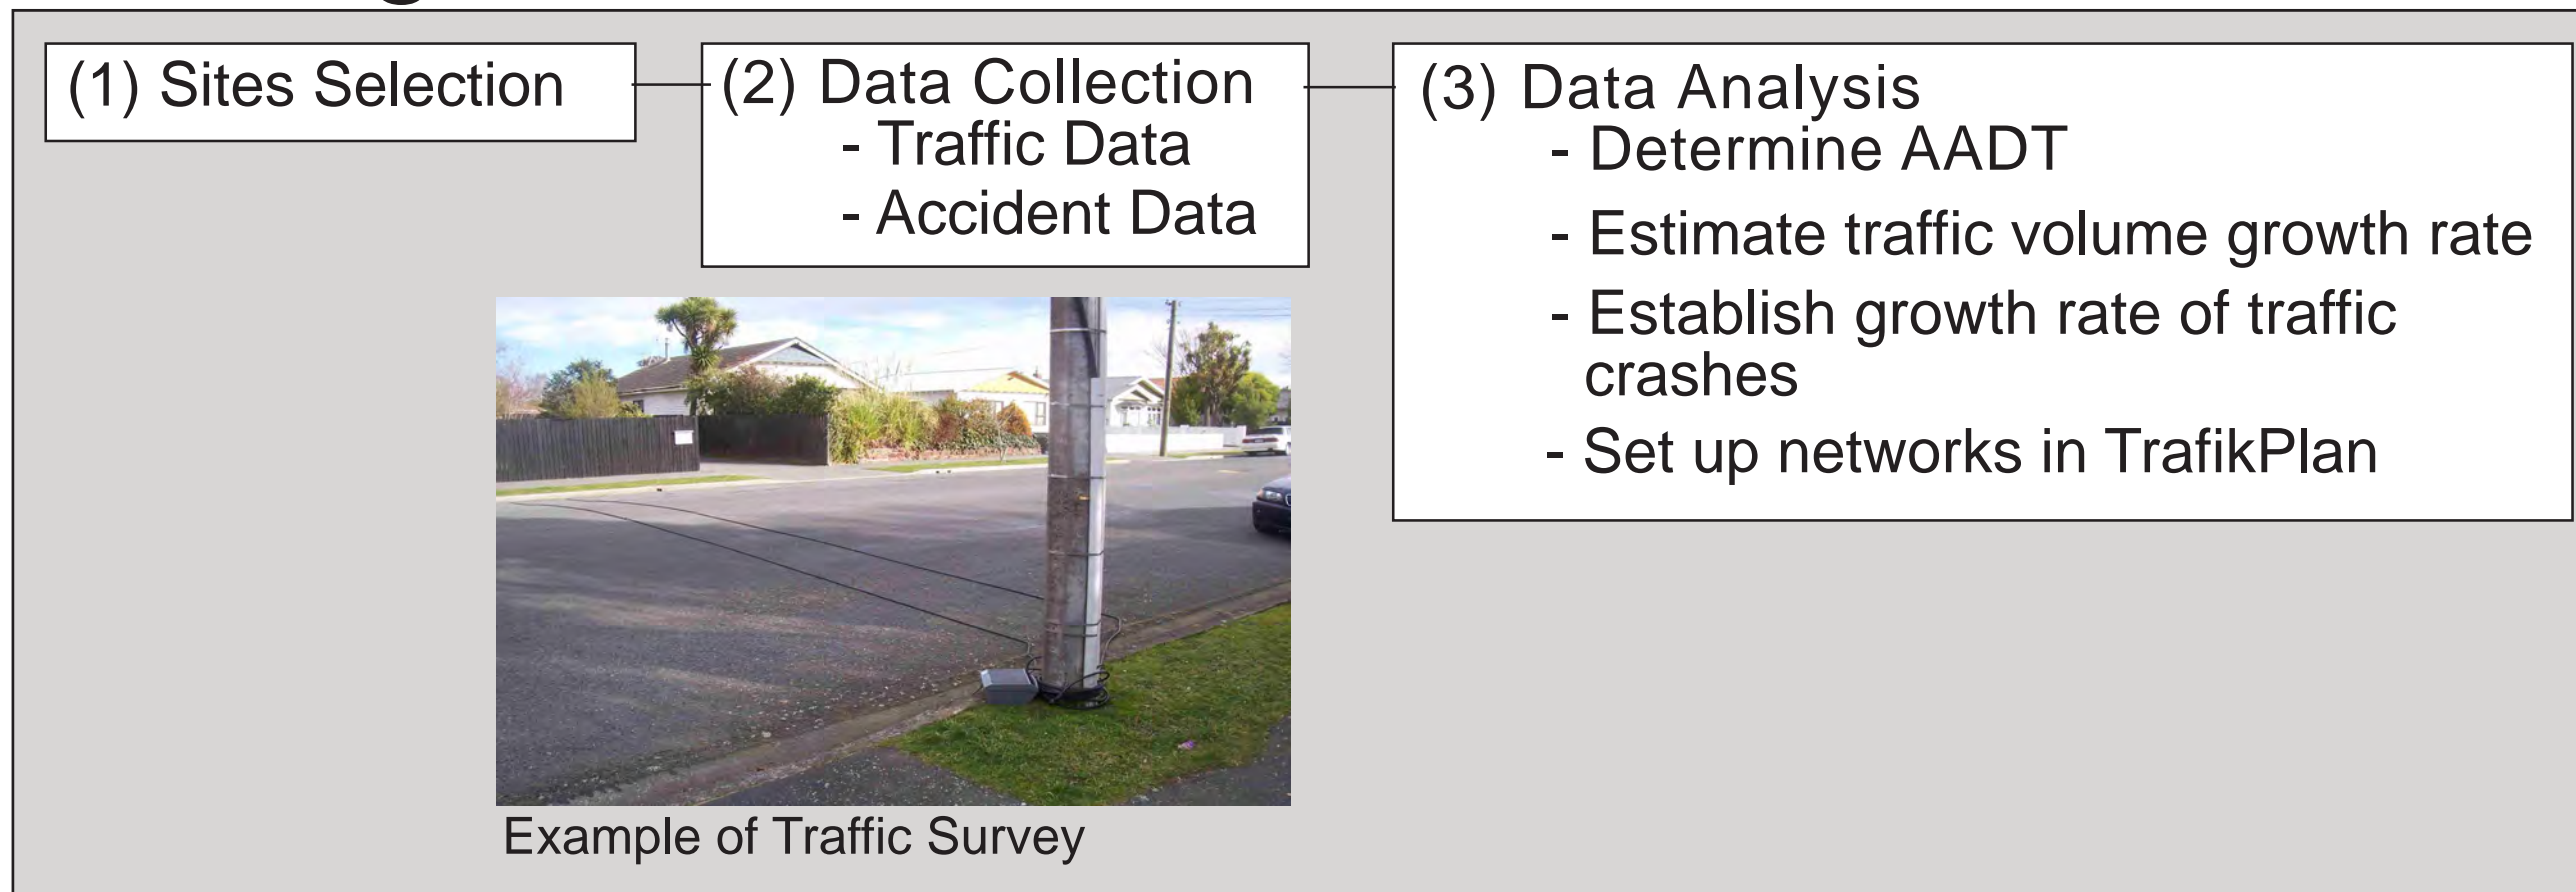 (1) Sites Selection
(2) Data Collection
- Traffic Data
- Accident Data
(3) Data Analysis
- Determine AADT
- Estimate traffic volume growth rate
- Establish growth rate of traffic
crashes
- Set up networks in TrafikPlan
Example of Traffic Survey